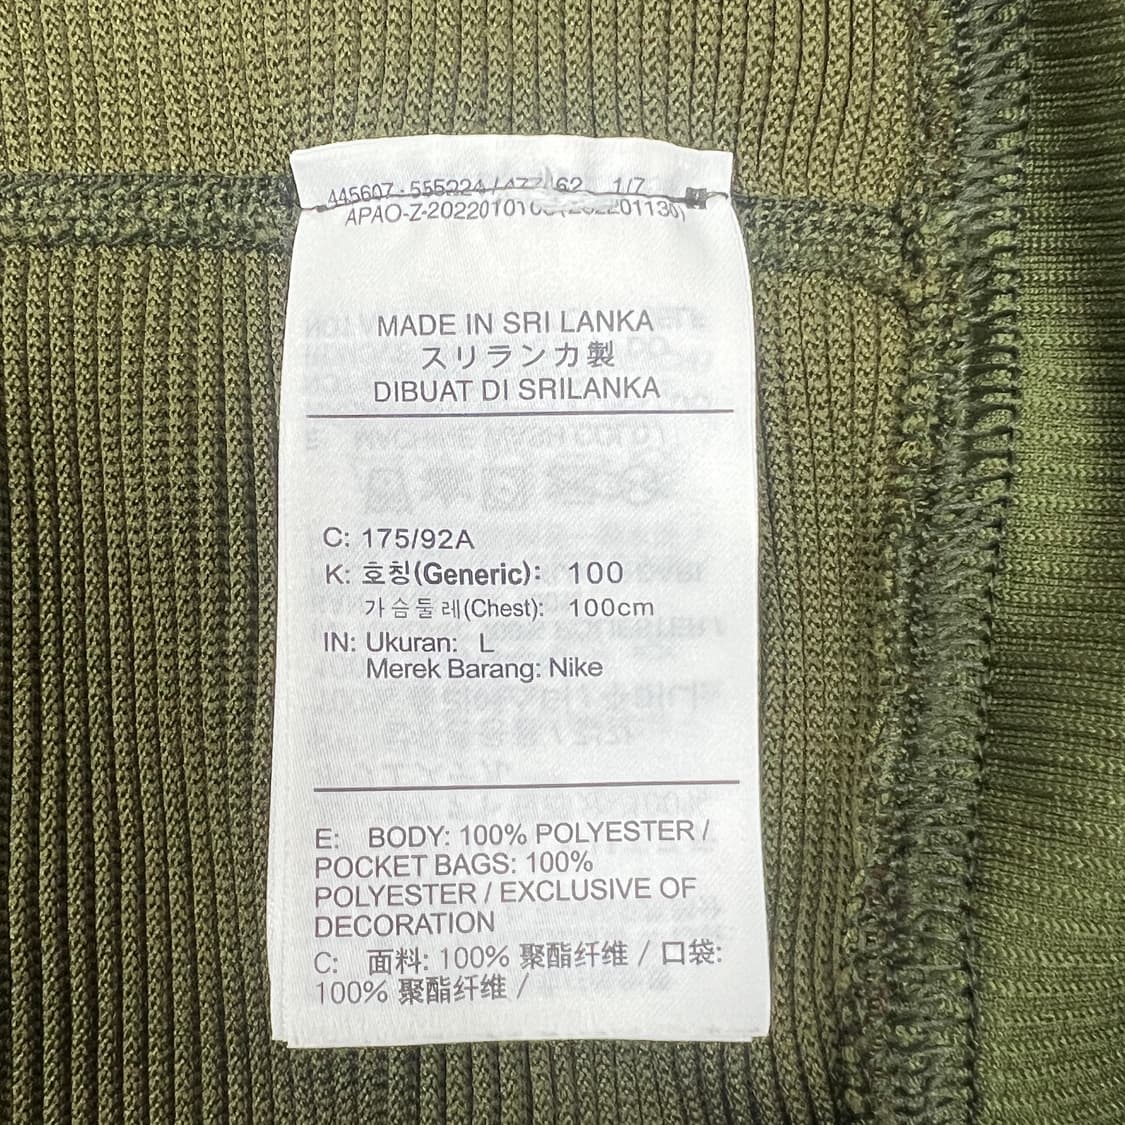 445607 - 555224 / 62 1/7
MADE IN SRI LANKA
スリランカ製
DIBUAT DI SRILANKA
C: 175/92A
K: 호칭(Generic): 100
가슴둘레(Chest): 100cm
IN: Ukuran: L
Merek Barang: Nike
E: BODY: 100% POLYESTER /
POCKET BAGS: 100%
POLYESTER / EXCLUSIVE OF
DECORATION
C: 面料: 100% 聚酯纤维 / 口袋:
100% 聚酯纤维 /